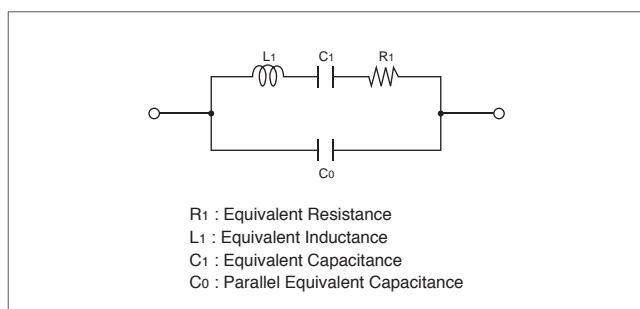 L1 C1 R1
C0
R1 : Equivalent Resistance
L1 : Equivalent Inductance
C1 : Equivalent Capacitance
C0 : Parallel Equivalent Capacitance